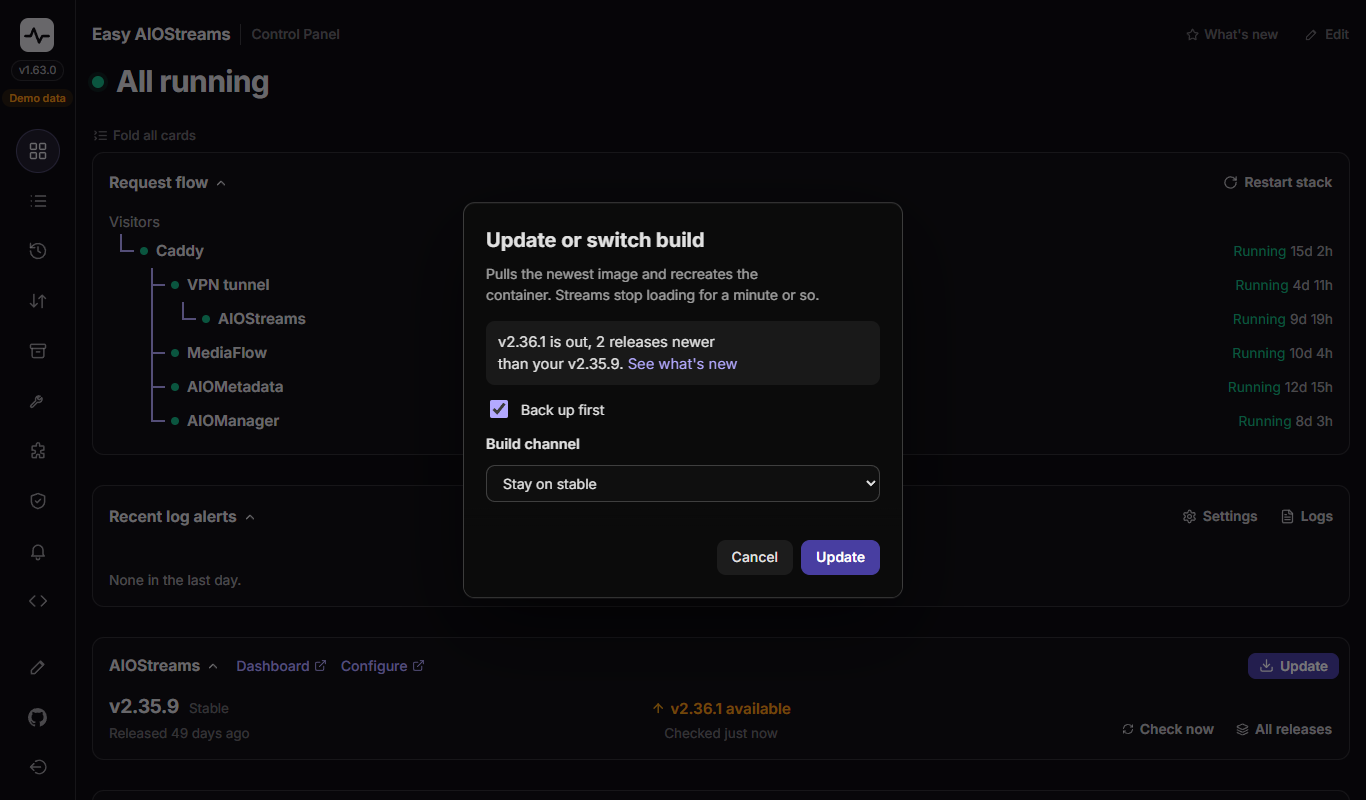 Easy AIOStreams
Control Panel
What's new
Edit
v1.63.0
Demo data
All running
Fold all cards
Request flow
Restart stack
Visitors
Caddy
Running 15d 2h
VPN tunnel
Running 4d 11h
AIOStreams
Running 9d 19h
MediaFlow
Running 10d 4h
AIOMetadata
Running 12d 15h
AIOManager
Running 8d 3h
Update or switch build
Pulls the newest image and recreates the
container. Streams stop loading for a minute or so.
v2.36.1 is out, 2 releases newer
than your v2.35.9. See what's new
Back up first
Build channel
Stay on stable
Cancel
Update
Recent log alerts
Settings
Logs
None in the last day.
AIOStreams
Dashboard
Configure
Update
v2.35.9 Stable
Released 49 days ago
v2.36.1 available
Checked just now
Check now
All releases